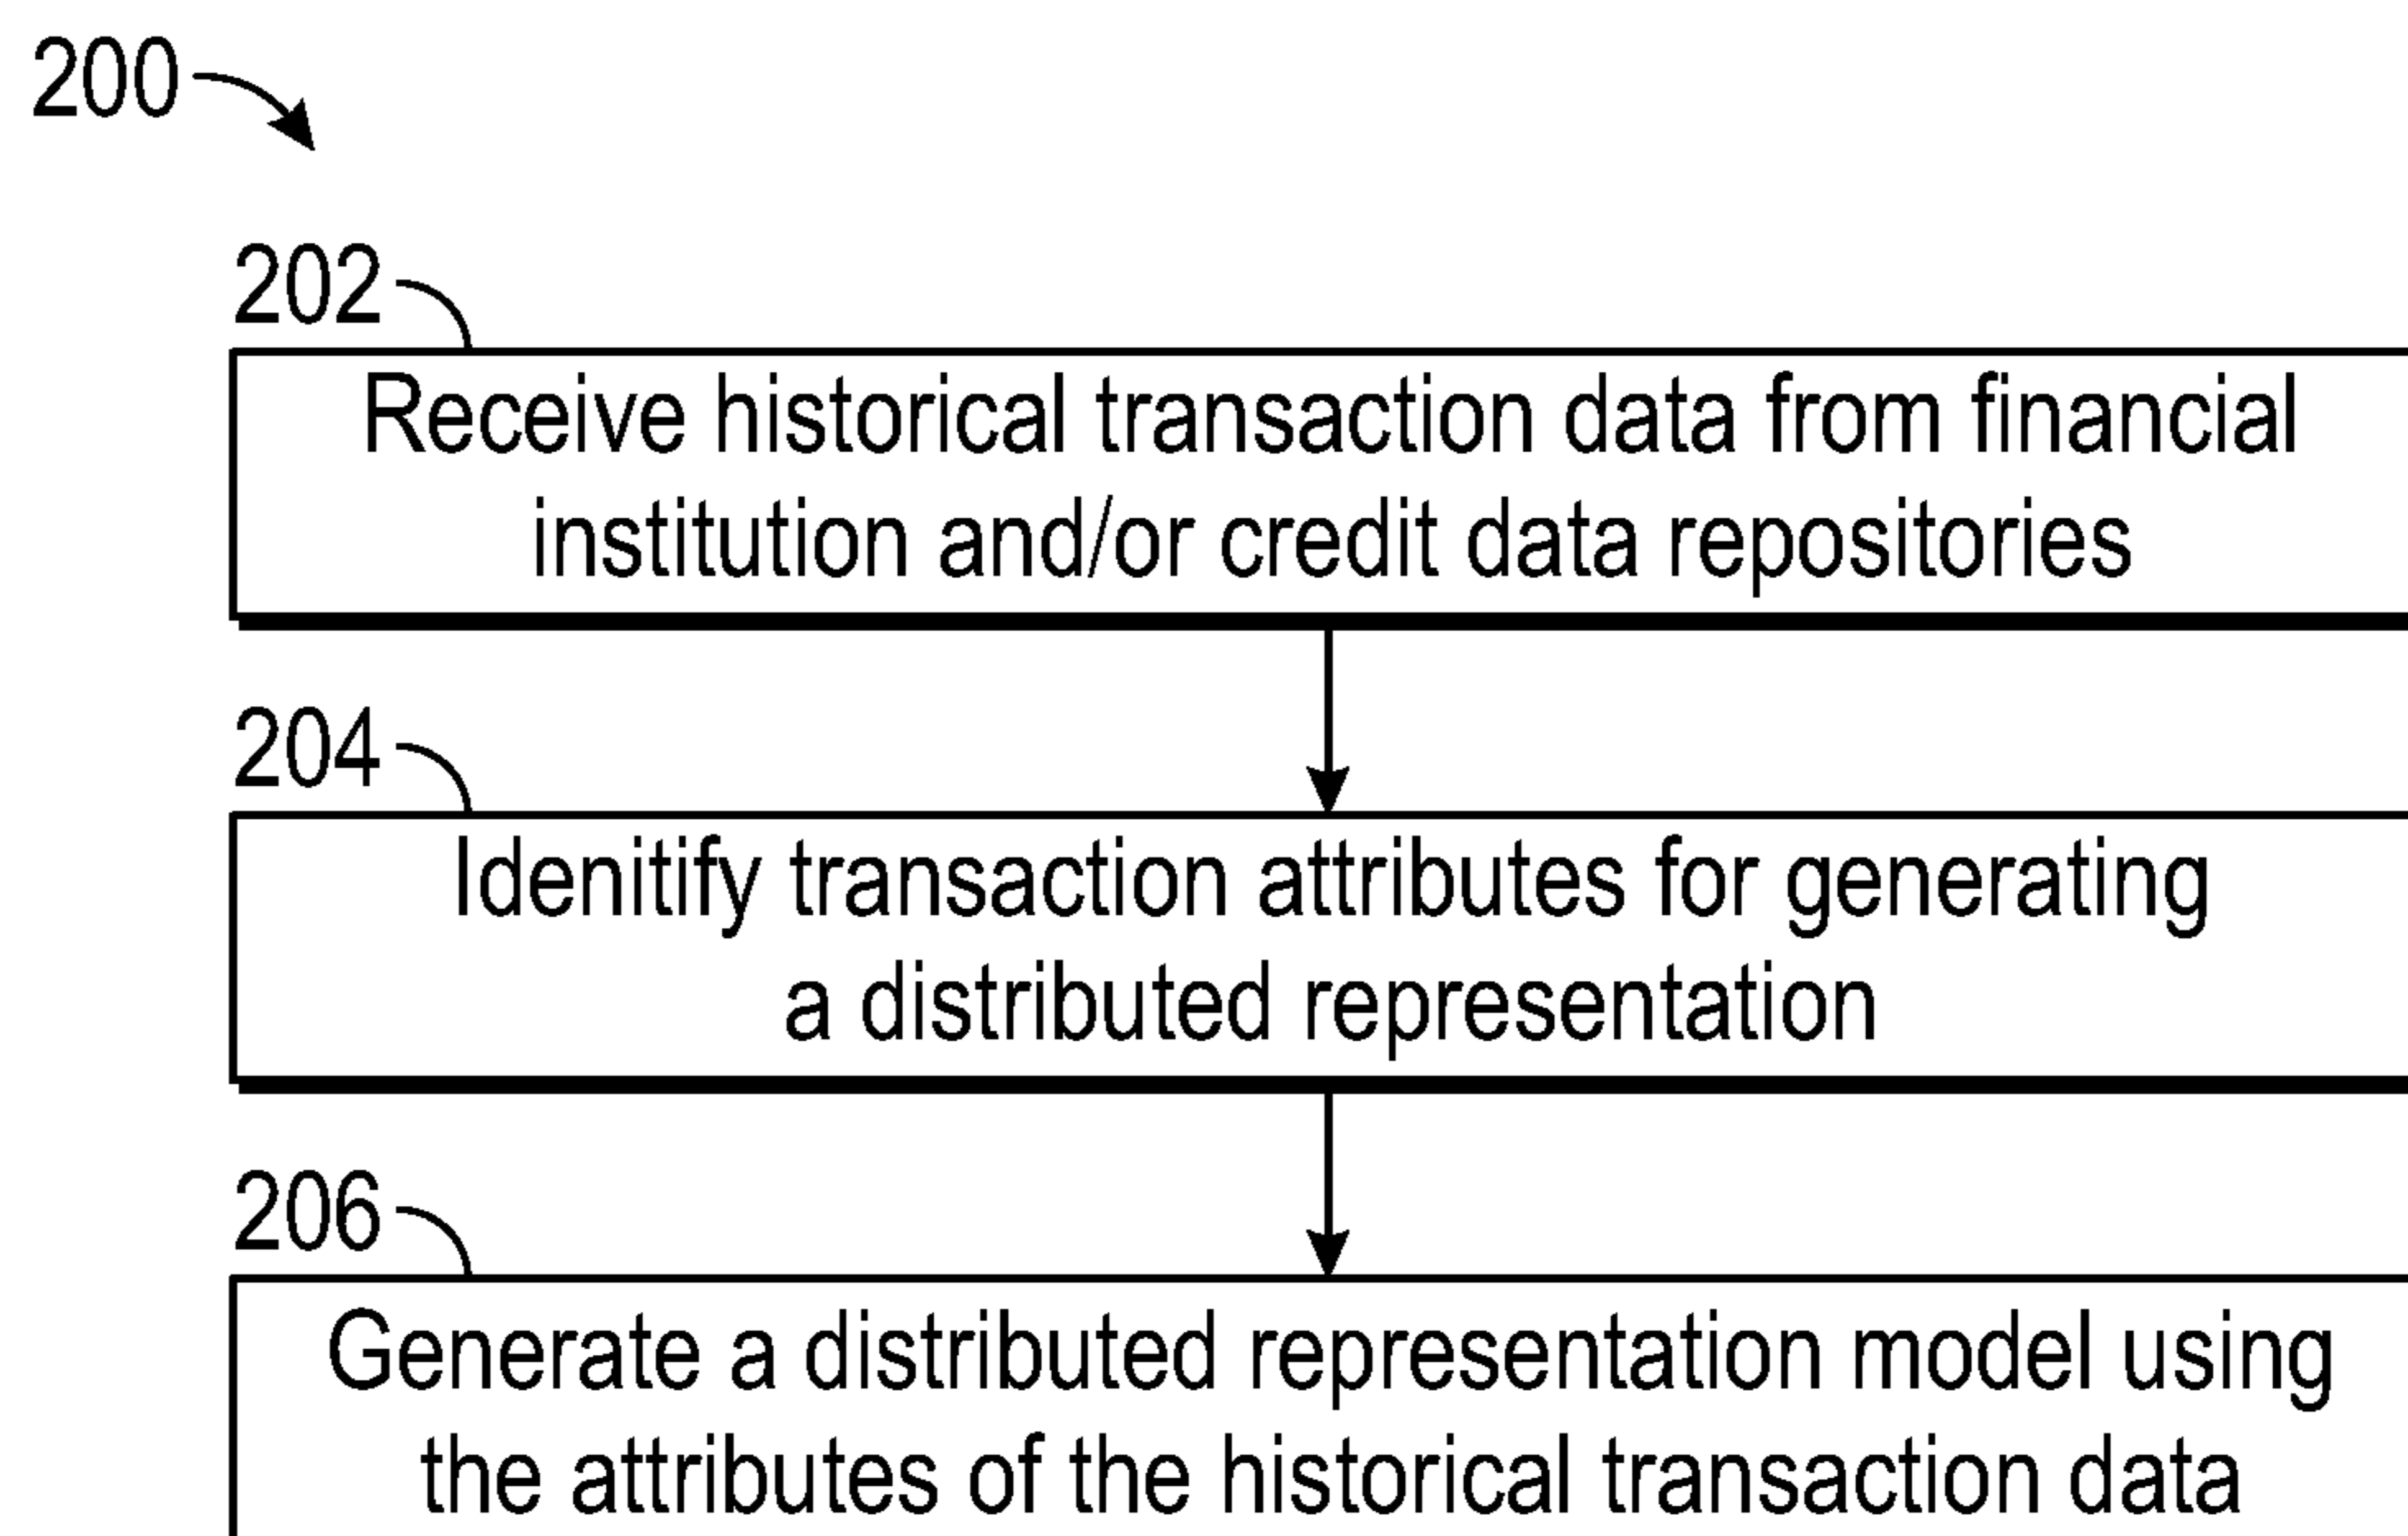 200
202
Receive historical transaction data from financial
institution and/or credit data repositories
204
Idenitify transaction attributes for generating
a distributed representation
206
Generate a distributed representation model using
the attributes of the historical transaction data